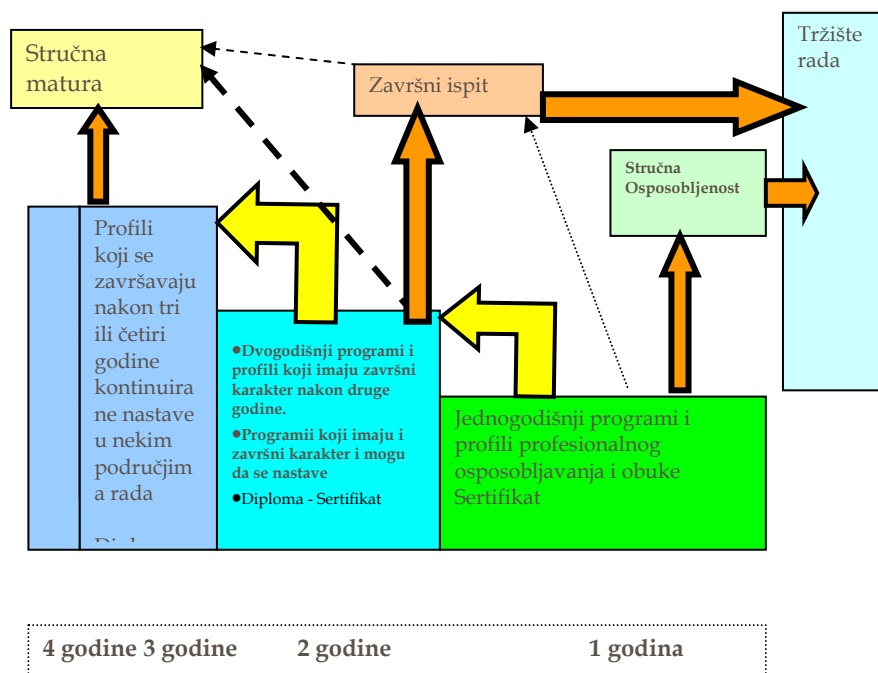 Stručna
matura
Završni ispit
Tržište
rada
Stručna
Osposobljenost
Profili
koji se
završavaju
nakon tri
ili četiri
godine
kontinuira
ne nastave
u nekim
područjim
a rada
•Dvogodišnji programi i
profili koji imaju završni
karakter nakon druge
godine.
•Programii koji imaju i
završni karakter i mogu
da se nastave
•Diploma - Sertifikat
Jednogodišnji programi i
profili profesionalnog
osposobljavanja i obuke
Sertifikat
4 godine 3 godine 2 godine 1 godina